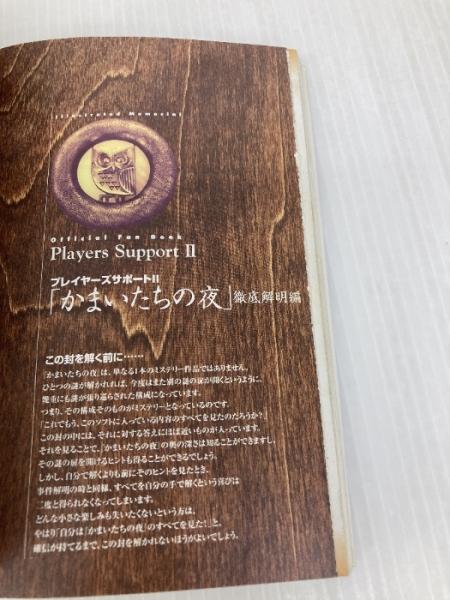 Illustrated Memorial
Official Fan Book
Players Support II
プレイヤーズサポートII
「かまいたちの夜」徹底解明編
この封を解く前に……
「かまいたちの夜」は、単なる1本のミステリー作品ではありません。
ひとつの謎が解かれれば、今度はまた別の謎の扉が開くというように、
幾重にも謎が張り巡らされた構成になっています。
つまり、その構成そのものがミステリーとなっているのです。
「これでもう、このソフトに入っている内容のすべてを見たのだろうか?」
この封の中には、それに対する答えにほぼ近いものが入っています。
それを見ることで、「かまいたちの夜」の奥の深さは知ることができますし、
その謎の扉を開けるヒントも得ることができるでしょう。
しかし、自分で解くよりも前にそのヒントを見たとき、
事件解明の時と同様、すべてを自分の手で解くという喜びは
二度と得られなくなってしまいます。
どんな小さな楽しみも失いたくないという方は、
やはり「自分は「かまいたちの夜」のすべてを見た!」と、
確信が持てるまで、この封を解かれないほうがよいでしょう。